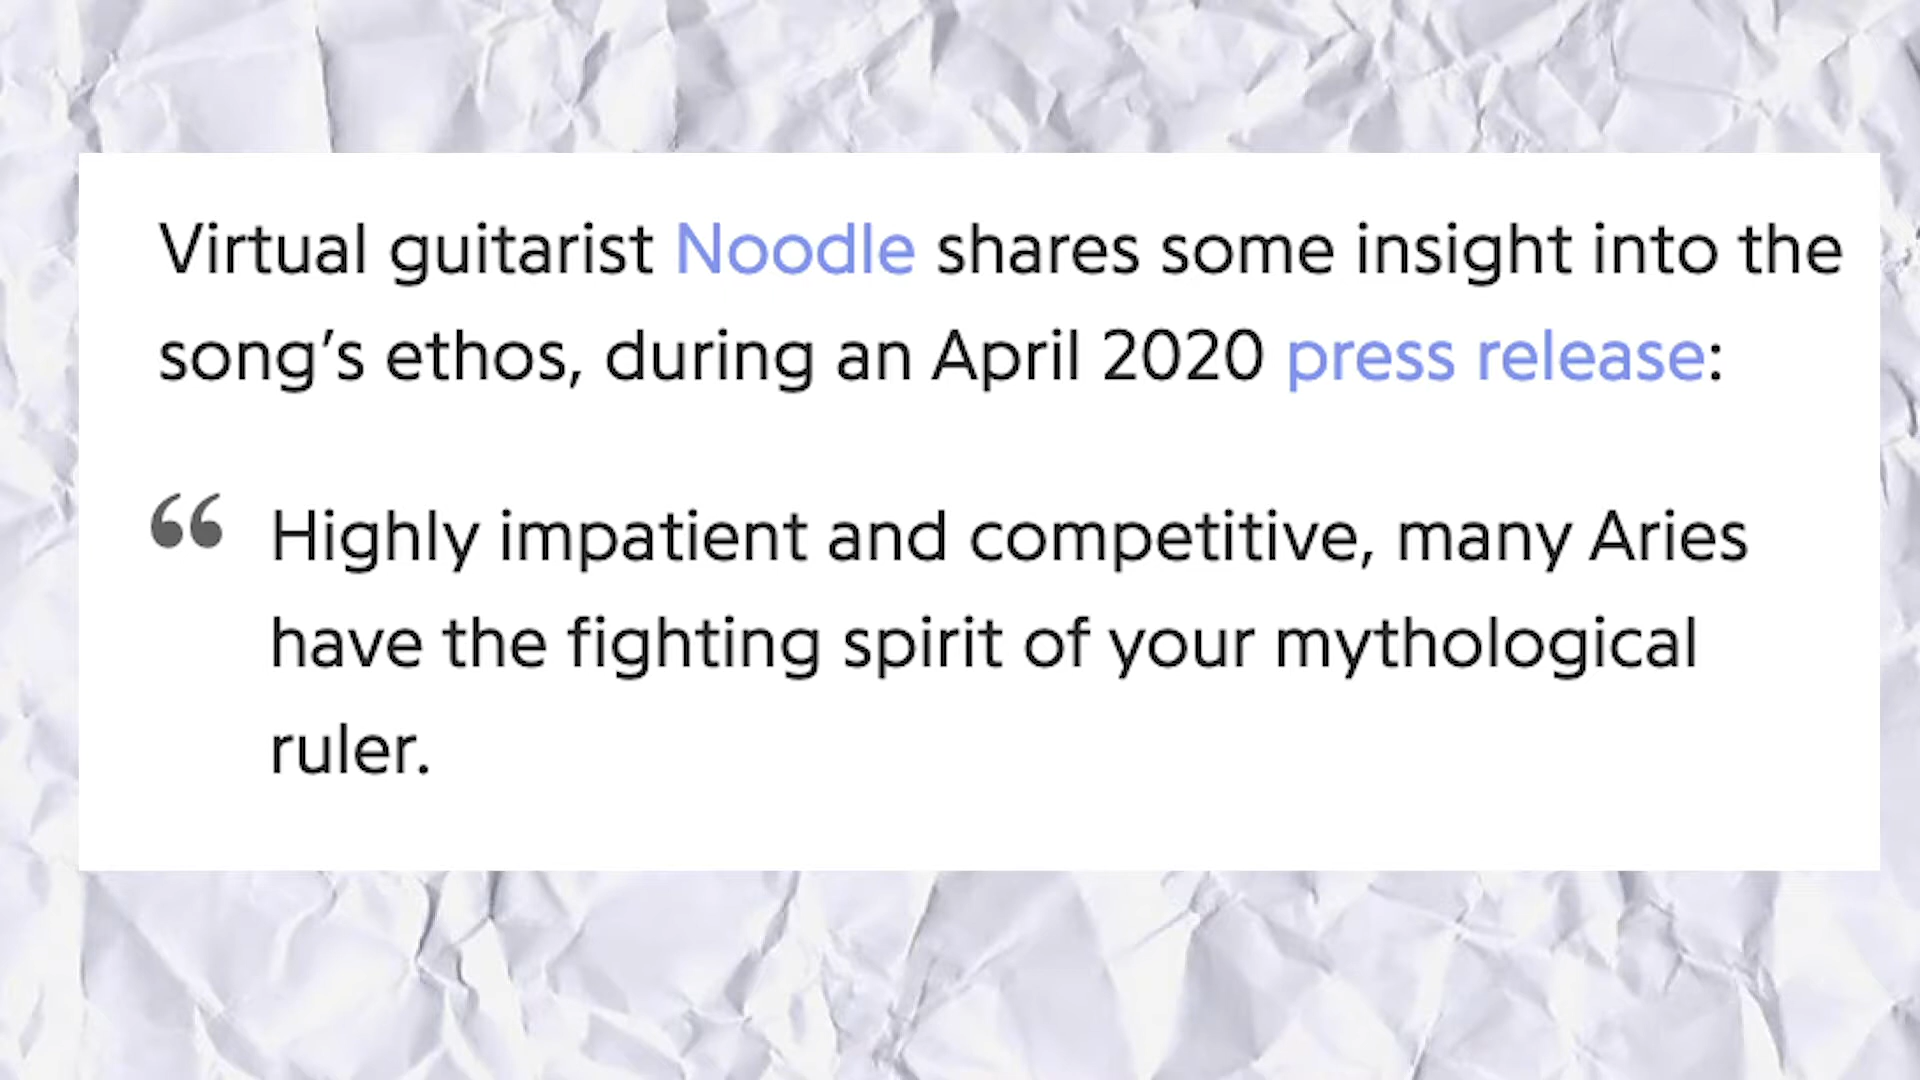 Virtual guitarist Noodle shares some insight into the
song’s ethos, during an April 2020 press release:
“ Highly impatient and competitive, many Aries
have the fighting spirit of your mythological
ruler.